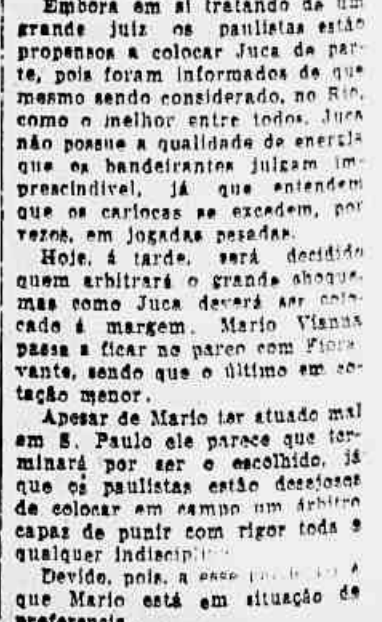 Embora em si tratando de um
grande juiz os paulistas estão
propensos a colocar Juca de par-
te, pois foram informados de que
mesmo sendo considerado, no Rio,
como o melhor entre todos. Juca
não possue a qualidade de energia
que os bandeirantes julgam im-
prescindivel, já que entendem
que os cariocas se excedem, por
vezes, em jogadas pesadas.
Hoje, á tarde, será decidido
quem arbitrará o grande choque,
mas como Juca deverá ser colo-
cado á margem, Mario Vianna
passa a ficar no pareo com Fiora-
vante, sendo que o último em co-
tação menor.
Apesar de Mario ter atuado mal
em S. Paulo ele parece que ter-
minará por ser o escolhido, já
que os paulistas estão desejosos
de colocar em campo um árbitro
capaz de punir com rigor toda e
qualquer
Devido, pois, a esse é
que Mario está em situação de
preferencia